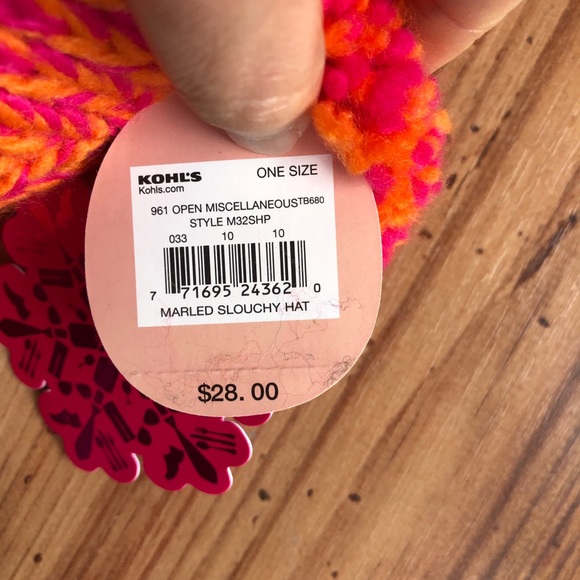 KOHL'S ONE SIZE
Kohls.com
961 OPEN MISCELLANEOUSTB680
STYLE M32SHP
033 10 10
7 71695 24362 0
MARLED SLOUCHY HAT
$28.00